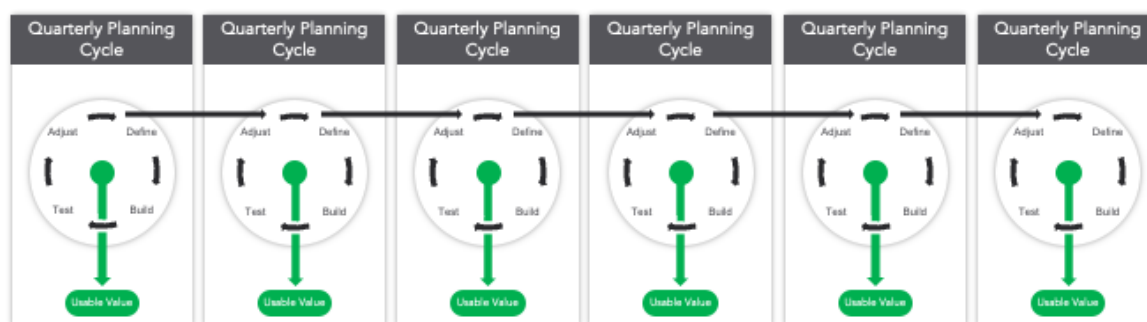 Quarterly Planning
Cycle
Quarterly Planning
Cycle
Quarterly Planning
Cycle
Quarterly Planning
Cycle
Quarterly Planning
Cycle
Quarterly Planning
Cycle
Adjust Define
Test Build
Usable Value
Adjust Define
Test Build
Usable Value
Adjust Define
Test Build
Usable Value
Adjust Define
Test Build
Usable Value
Adjust Define
Test Build
Usable Value
Adjust Define
Test Build
Usable Value